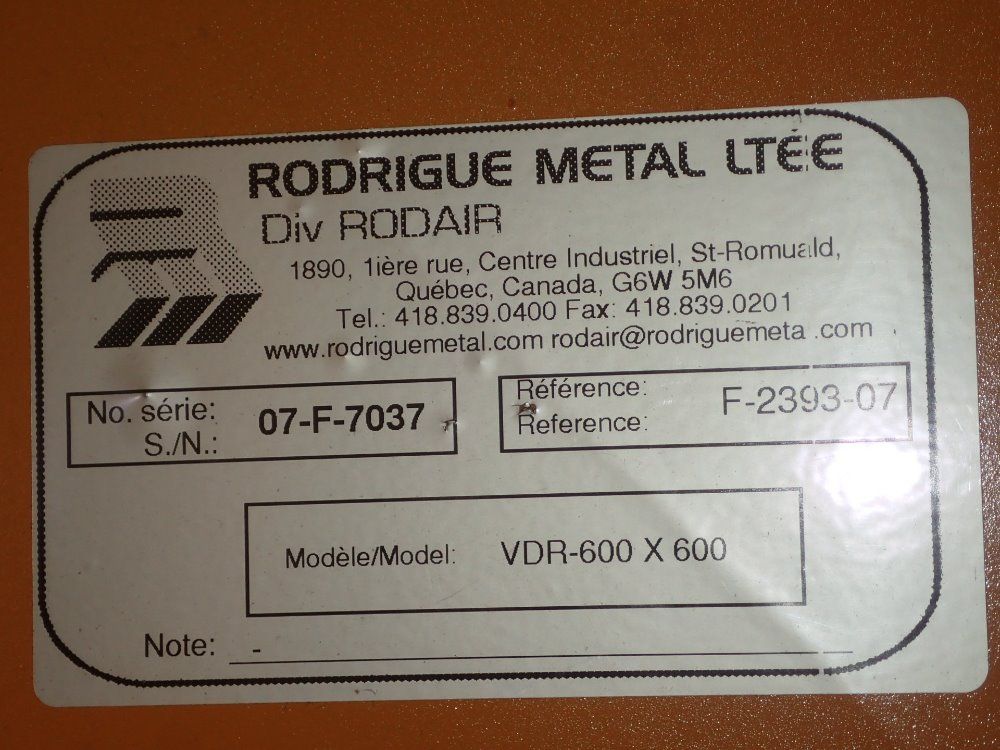 RODRIGUE METAL LTÉE
Div RODAIR
1890, 1ière rue, Centre Industriel, St-Romuald,
Québec, Canada, G6W 5M6
Tel.: 418.839.0400 Fax: 418.839.0201
www.rodriguemetal.com rodair@rodriguemeta .com
No. série: 07-F-7037
S./N.:
Référence: F-2393-07
Reference:
Modèle/Model: VDR-600 X 600
Note: -